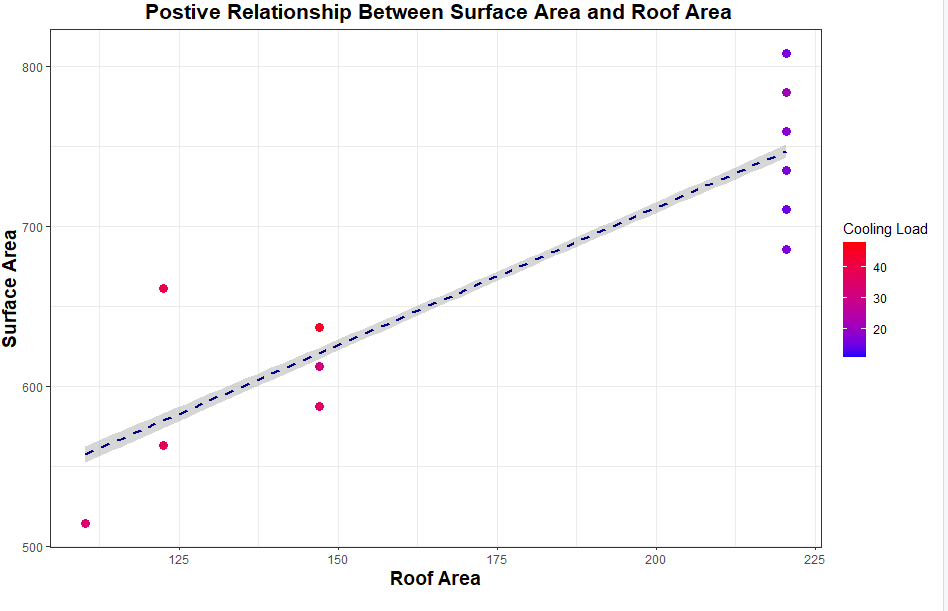 Postive Relationship Between Surface Area and Roof Area
800
700
600
500
Surface Area
125 150 175 200 225
Roof Area
Cooling Load
40
30
20